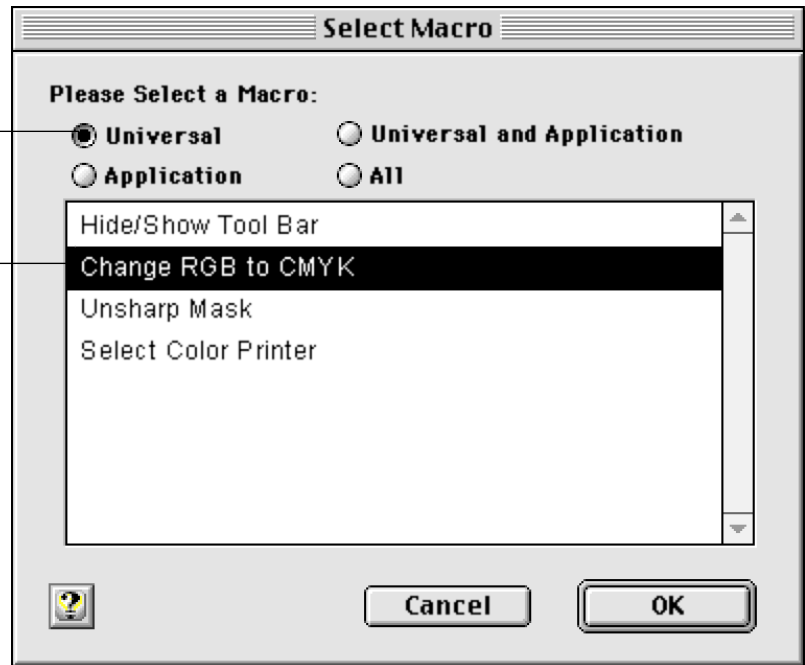 Select Macro
Please Select a Macro:
Universal
Universal and Application
Application
All
Hide/Show Tool Bar
Change RGB to CMYK
Unsharp Mask
Select Color Printer
?
Cancel
OK